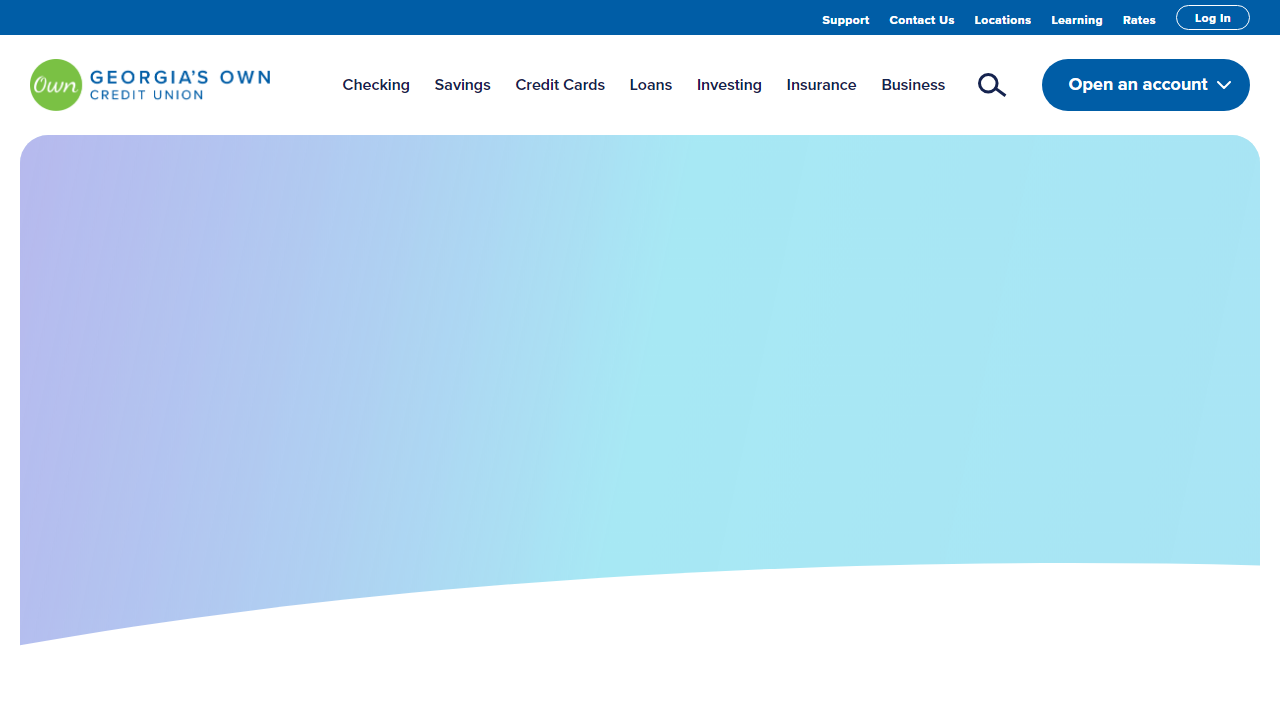 Support Contact Us Locations Learning Rates Log In
Own GEORGIA'S OWN
CREDIT UNION
Checking Savings Credit Cards Loans Investing Insurance Business Open an account